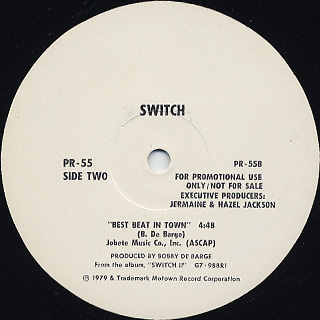 SWITCH
PR-55
SIDE TWO
PR-55B
FOR PROMOTIONAL USE
ONLY/NOT FOR SALE
EXECUTIVE PRODUCERS:
JERMAINE & HAZEL JACKSON
"BEST BEAT IN TOWN" 4:48
(B. De Barge)
Jobete Music Co., Inc. (ASCAP)
PRODUCED BY BOBBY DE BARGE
From the album, "SWITCH II" G7-988R1
© 1979 & Trademark Motown Record Corporation